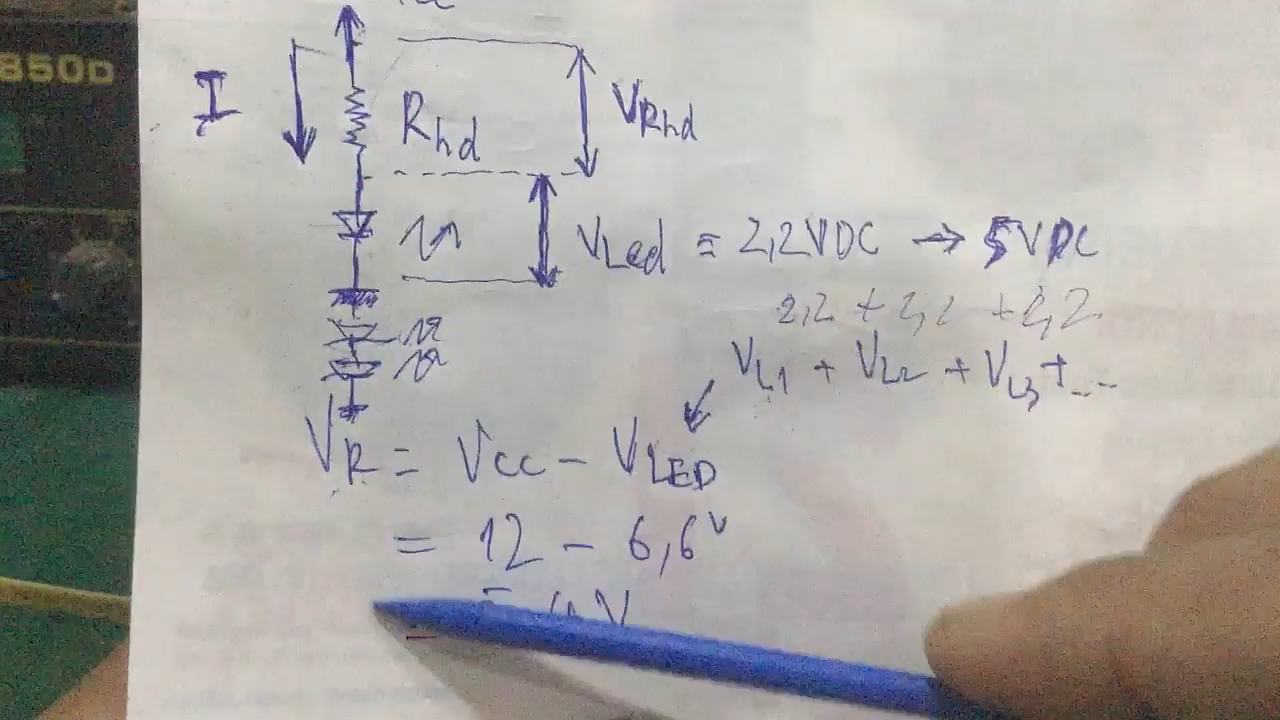 850D
I
Rhd
VRhd
VLed = 2,2VDC → 5VDC
2,2 + 2,2 + 2,2
VL1 + VL2 + VL3 + ...
VR = Vcc - VLED
= 12 - 6,6V